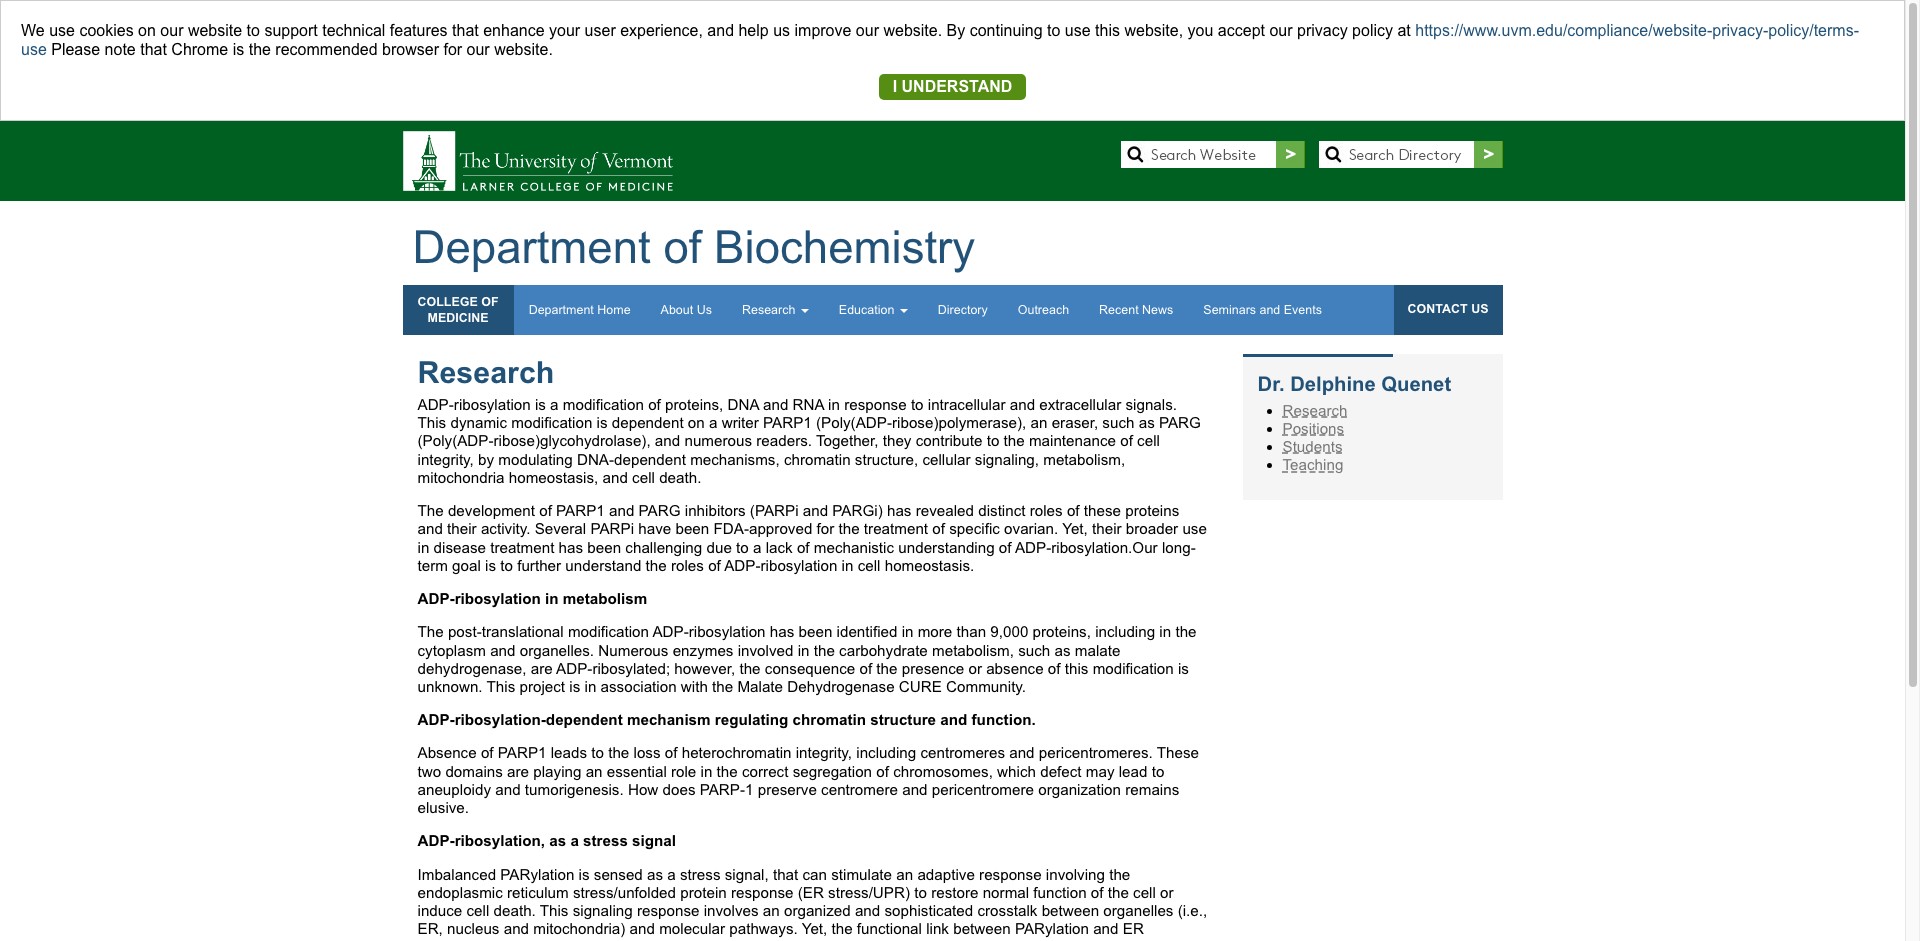 We use cookies on our website to support technical features that enhance your user experience, and help us improve our website. By continuing to use this website, you accept our privacy policy at https://www.uvm.edu/compliance/website-privacy-policy/terms-
use Please note that Chrome is the recommended browser for our website.
I UNDERSTAND
The University of Vermont
LARNER COLLEGE OF MEDICINE
Search Website >
Search Directory >
Department of Biochemistry
COLLEGE OF
MEDICINE
Department Home About Us Research Education Directory Outreach Recent News Seminars and Events CONTACT US
Research
ADP-ribosylation is a modification of proteins, DNA and RNA in response to intracellular and extracellular signals.
This dynamic modification is dependent on a writer PARP1 (Poly(ADP-ribose)polymerase), an eraser, such as PARG
(Poly(ADP-ribose)glycohydrolase), and numerous readers. Together, they contribute to the maintenance of cell
integrity, by modulating DNA-dependent mechanisms, chromatin structure, cellular signaling, metabolism,
mitochondria homeostasis, and cell death.
The development of PARP1 and PARG inhibitors (PARPi and PARGi) has revealed distinct roles of these proteins
and their activity. Several PARPi have been FDA-approved for the treatment of specific ovarian. Yet, their broader use
in disease treatment has been challenging due to a lack of mechanistic understanding of ADP-ribosylation.Our long-
term goal is to further understand the roles of ADP-ribosylation in cell homeostasis.
ADP-ribosylation in metabolism
The post-translational modification ADP-ribosylation has been identified in more than 9,000 proteins, including in the
cytoplasm and organelles. Numerous enzymes involved in the carbohydrate metabolism, such as malate
dehydrogenase, are ADP-ribosylated; however, the consequence of the presence or absence of this modification is
unknown. This project is in association with the Malate Dehydrogenase CURE Community.
ADP-ribosylation-dependent mechanism regulating chromatin structure and function.
Absence of PARP1 leads to the loss of heterochromatin integrity, including centromeres and pericentromeres. These
two domains are playing an essential role in the correct segregation of chromosomes, which defect may lead to
aneuploidy and tumorigenesis. How does PARP-1 preserve centromere and pericentromere organization remains
elusive.
ADP-ribosylation, as a stress signal
Imbalanced PARylation is sensed as a stress signal, that can stimulate an adaptive response involving the
endoplasmic reticulum stress/unfolded protein response (ER stress/UPR) to restore normal function of the cell or
induce cell death. This signaling response involves an organized and sophisticated crosstalk between organelles (i.e.,
ER, nucleus and mitochondria) and molecular pathways. Yet, the functional link between PARylation and ER
Dr. Delphine Quenet
Research
Positions
Students
Teaching